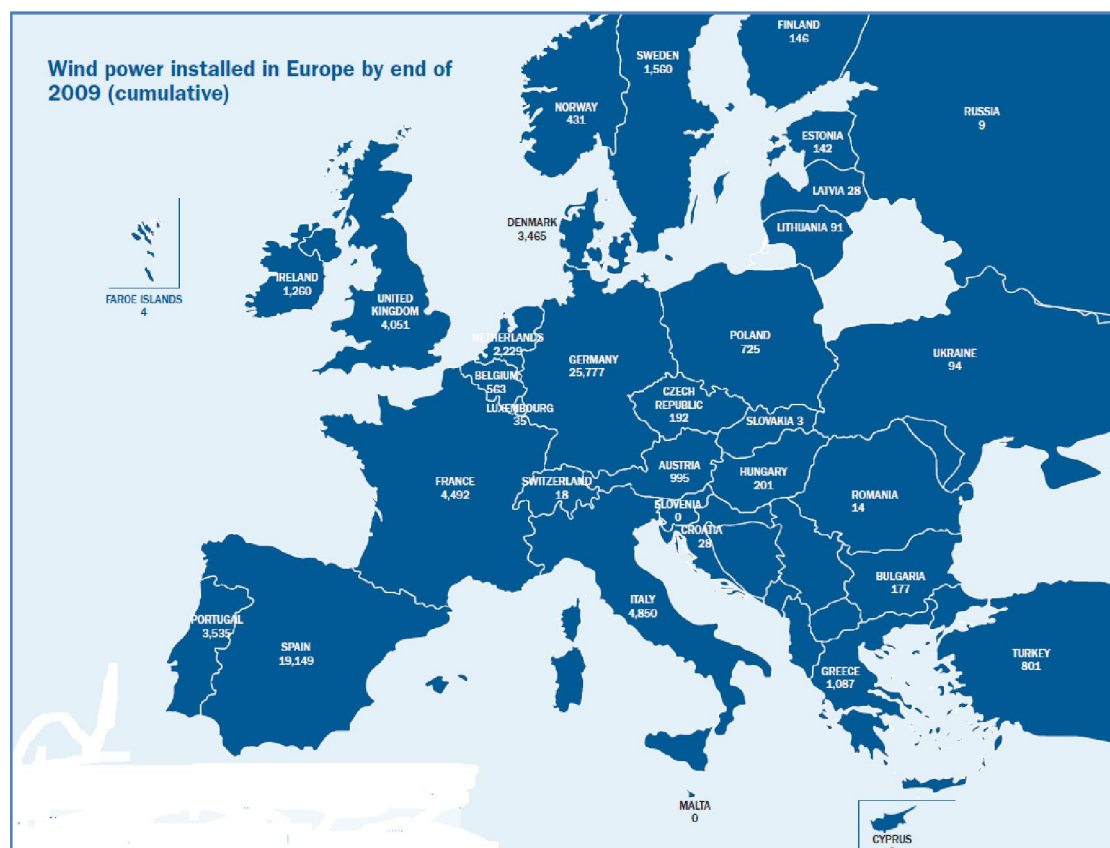 Wind power installed in Europe by end of
2009 (cumulative)
FINLAND
146
SWEDEN
1,560
NORWAY
431
RUSSIA
9
ESTONIA
142
LATVIA 28
LITHUANIA 91
DENMARK
3,465
IRELAND
1,260
FAROE ISLANDS
4
UNITED
KINGDOM
4,051
NETHERLANDS
2,229
BELGIUM
563
LUXEMBOURG
35
GERMANY
25,777
POLAND
725
UKRAINE
94
CZECH
REPUBLIC
192
SLOVAKIA 3
FRANCE
4,492
SWITZERLAND
18
AUSTRIA
995
HUNGARY
201
ROMANIA
14
SLOVENIA
0
CROATIA
28
BULGARIA
177
ITALY
4,850
PORTUGAL
3,535
SPAIN
19,149
GREECE
1,087
TURKEY
801
MALTA
0
CYPRUS